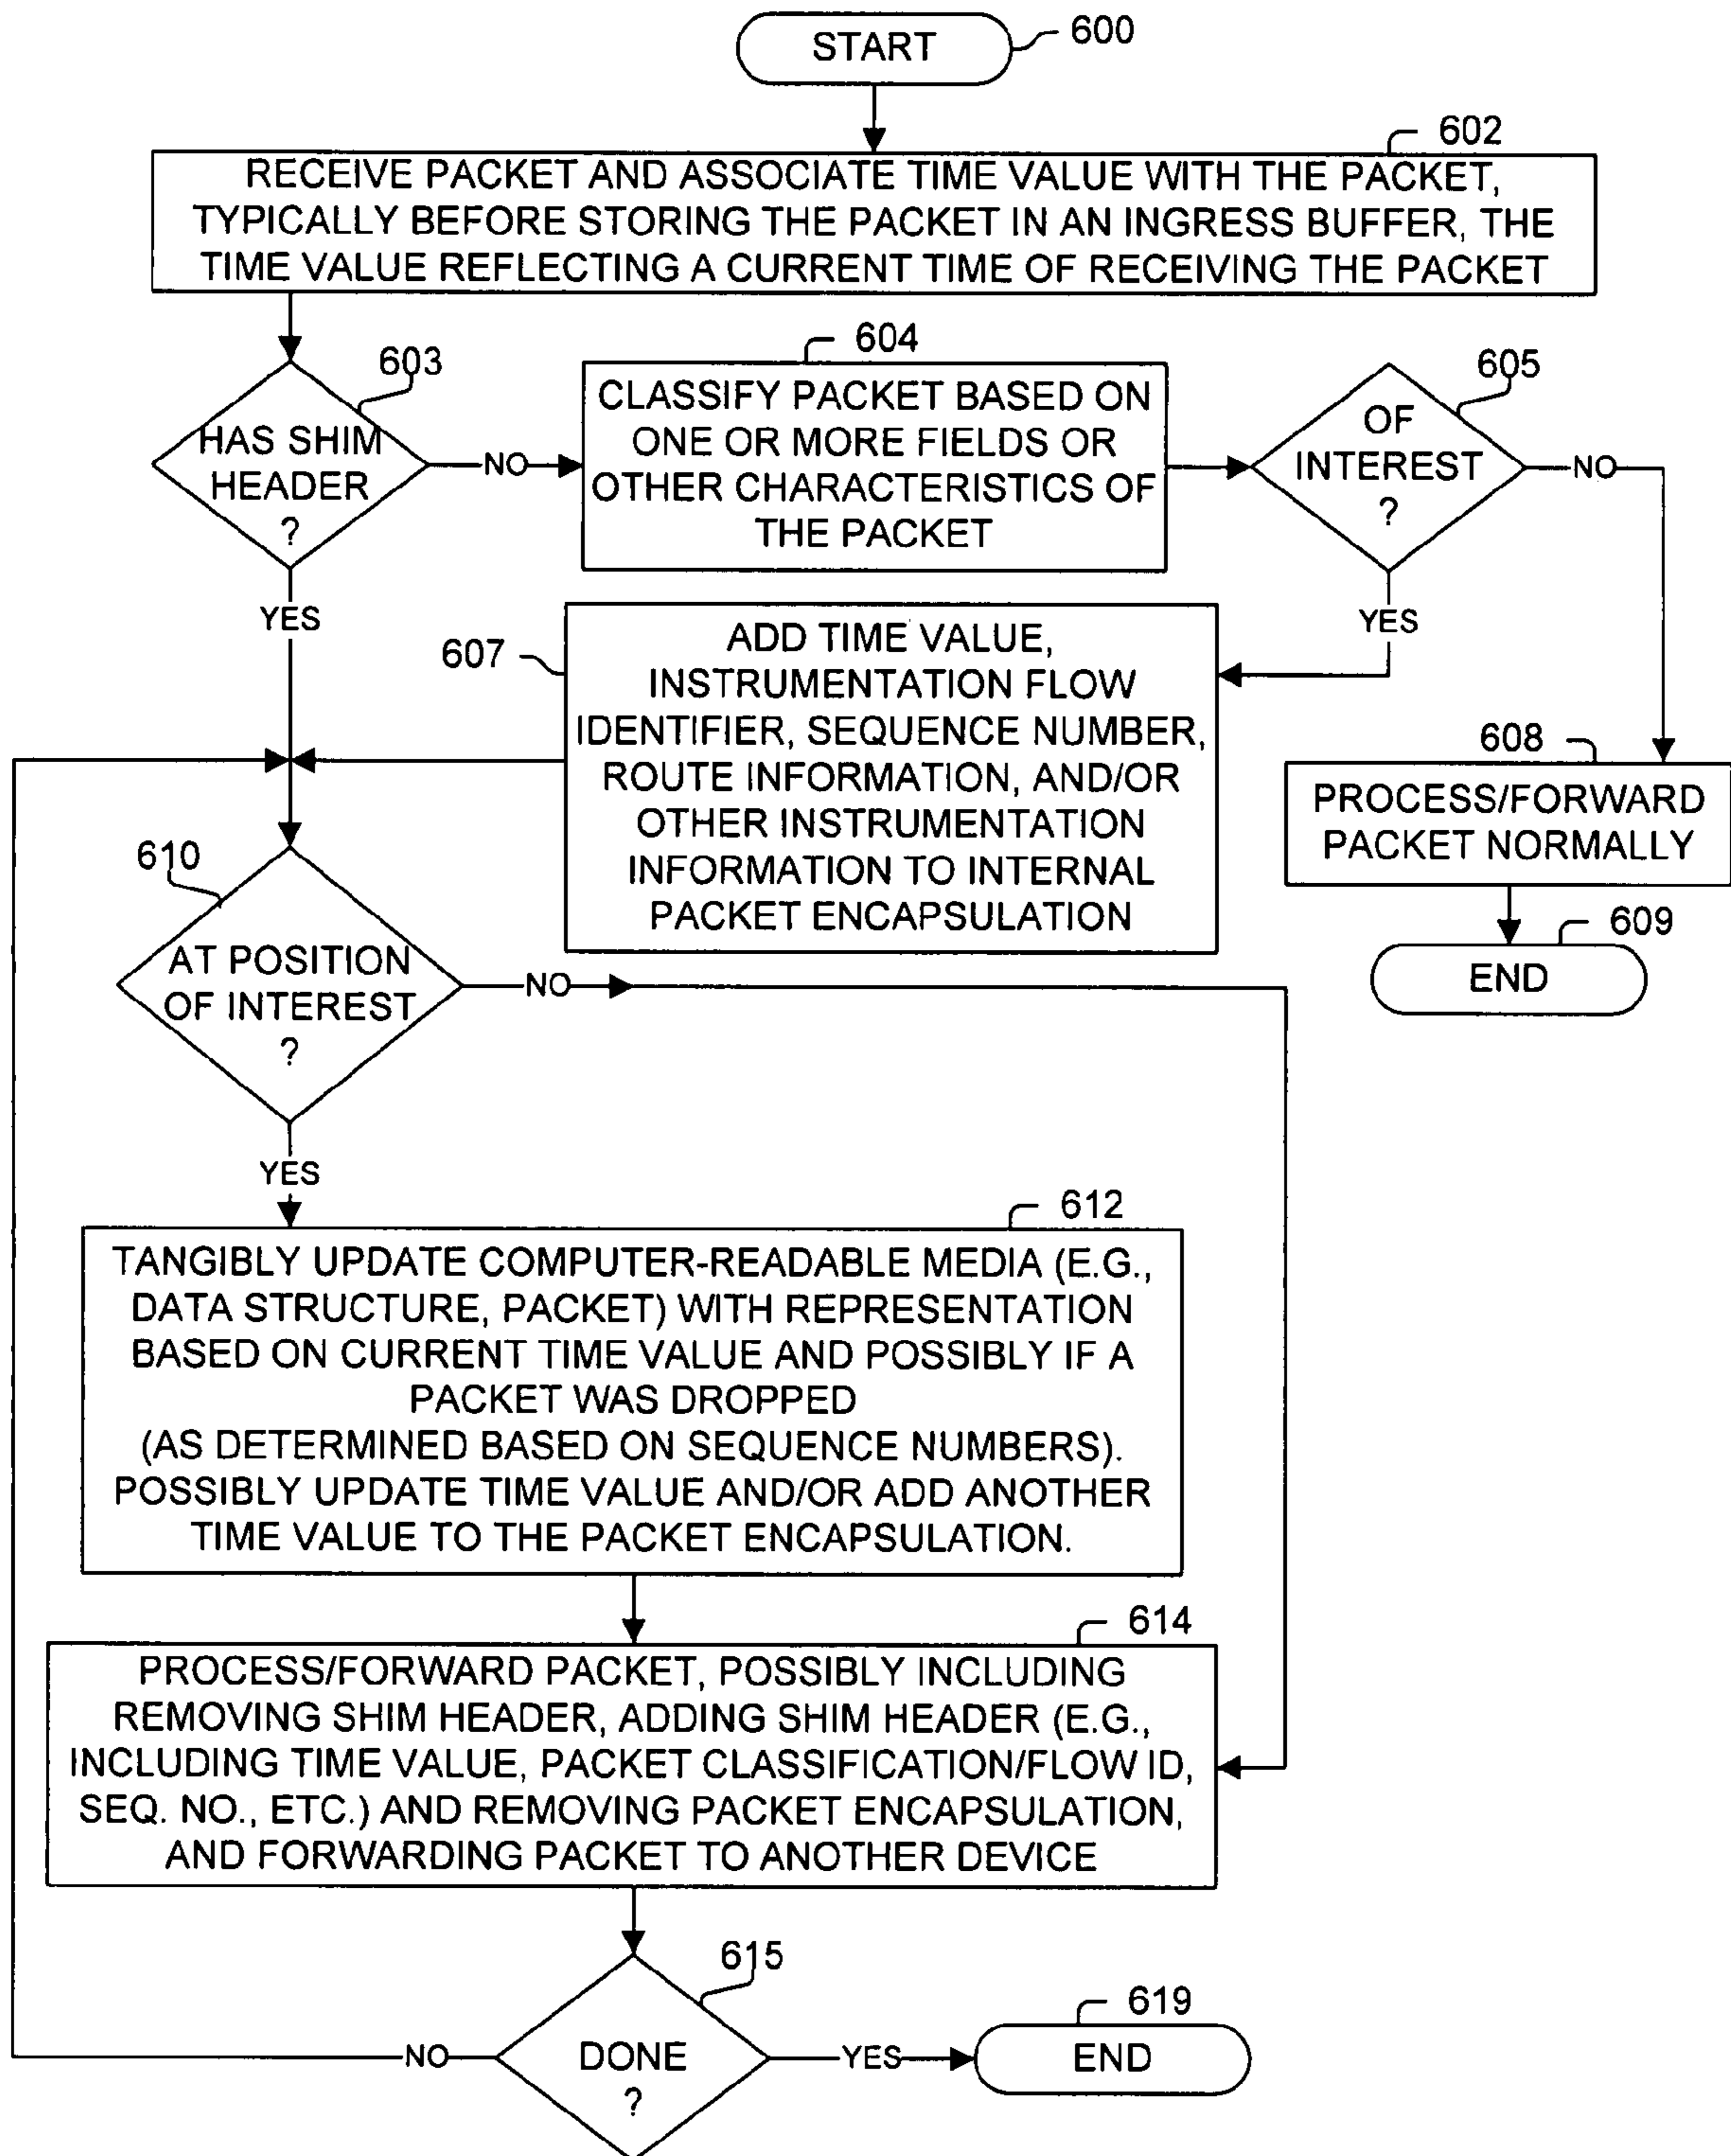 START
600
602
RECEIVE PACKET AND ASSOCIATE TIME VALUE WITH THE PACKET,
TYPICALLY BEFORE STORING THE PACKET IN AN INGRESS BUFFER, THE
TIME VALUE REFLECTING A CURRENT TIME OF RECEIVING THE PACKET
603
HAS SHIM
HEADER
?
NO
YES
604
CLASSIFY PACKET BASED ON
ONE OR MORE FIELDS OR
OTHER CHARACTERISTICS OF
THE PACKET
605
OF
INTEREST
?
NO
YES
607
ADD TIME VALUE,
INSTRUMENTATION FLOW
IDENTIFIER, SEQUENCE NUMBER,
ROUTE INFORMATION, AND/OR
OTHER INSTRUMENTATION
INFORMATION TO INTERNAL
PACKET ENCAPSULATION
608
PROCESS/FORWARD
PACKET NORMALLY
609
END
610
AT POSITION
OF INTEREST
?
NO
YES
612
TANGIBLY UPDATE COMPUTER-READABLE MEDIA (E.G.,
DATA STRUCTURE, PACKET) WITH REPRESENTATION
BASED ON CURRENT TIME VALUE AND POSSIBLY IF A
PACKET WAS DROPPED
(AS DETERMINED BASED ON SEQUENCE NUMBERS).
POSSIBLY UPDATE TIME VALUE AND/OR ADD ANOTHER
TIME VALUE TO THE PACKET ENCAPSULATION.
614
PROCESS/FORWARD PACKET, POSSIBLY INCLUDING
REMOVING SHIM HEADER, ADDING SHIM HEADER (E.G.,
INCLUDING TIME VALUE, PACKET CLASSIFICATION/FLOW ID,
SEQ. NO., ETC.) AND REMOVING PACKET ENCAPSULATION,
AND FORWARDING PACKET TO ANOTHER DEVICE
615
DONE
?
NO
YES
619
END